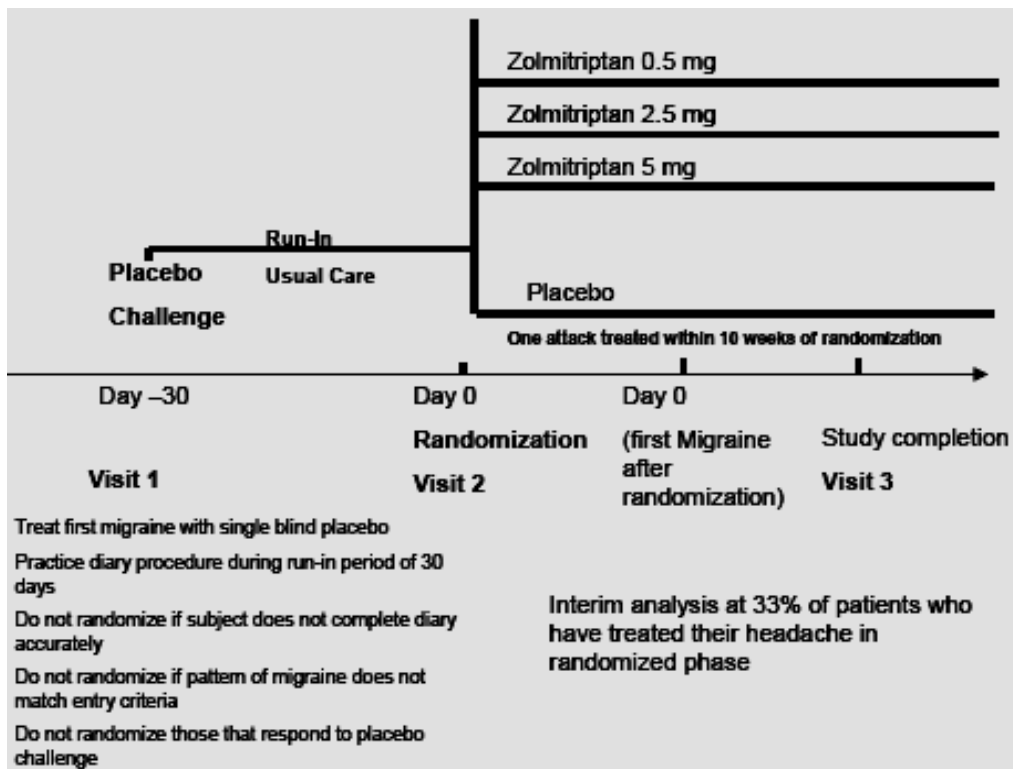 Zolmitriptan 0.5 mg
Zolmitriptan 2.5 mg
Zolmitriptan 5 mg
Run-In
Usual Care
Placebo
Challenge
Placebo
One attack treated within 10 weeks of randomization
Day –30
Visit 1
Day 0
Randomization
Visit 2
Day 0
(first Migraine
after
randomization)
Study completion
Visit 3
Treat first migraine with single blind placebo
Practice diary procedure during run-in period of 30
days
Do not randomize if subject does not complete diary
accurately
Do not randomize if pattern of migraine does not
match entry criteria
Do not randomize those that respond to placebo
challenge
Interim analysis at 33% of patients who
have treated their headache in
randomized phase